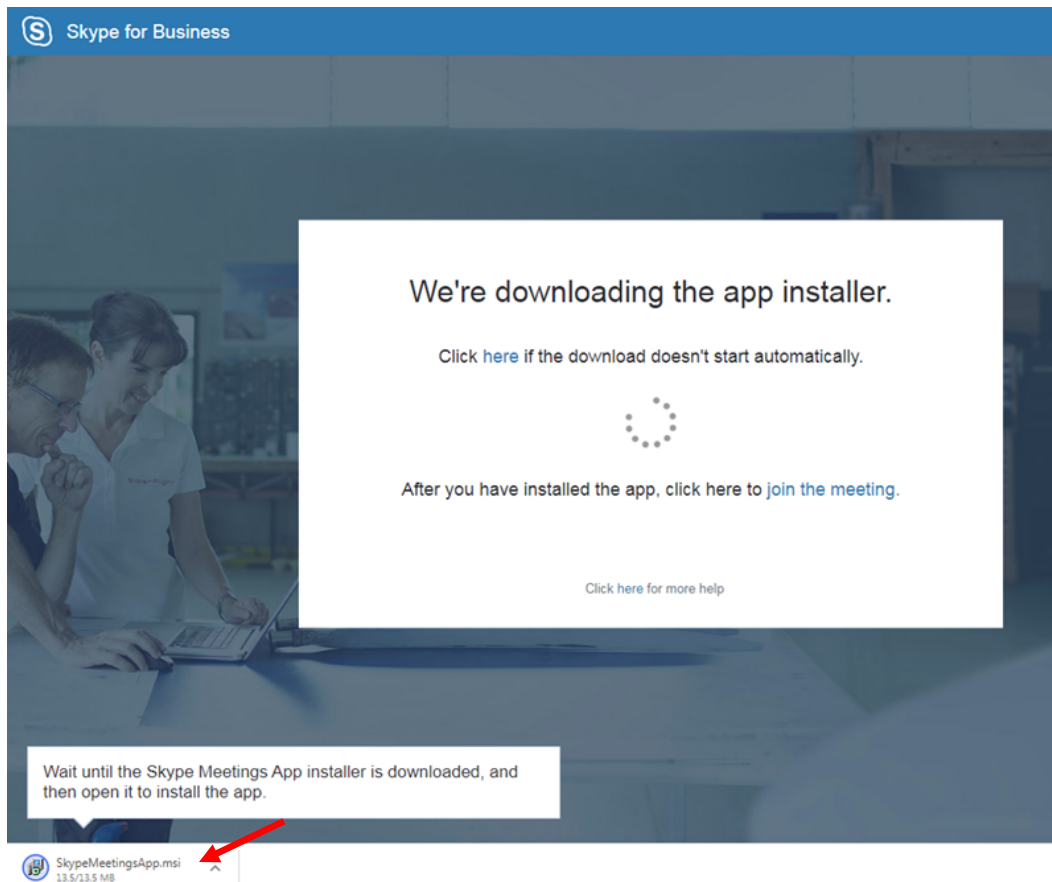 Skype for Business
We're downloading the app installer.
Click here if the download doesn't start automatically.
After you have installed the app, click here to join the meeting.
Click here for more help
Wait until the Skype Meetings App installer is downloaded, and
then open it to install the app.
SkypeMeetingsApp.msi
13.5/13.5 MB